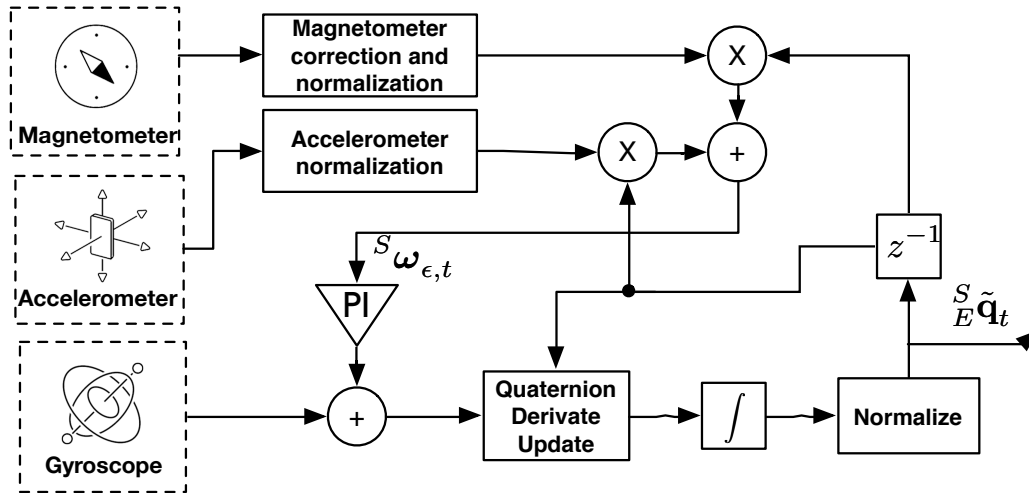 Magnetometer
Magnetometer
correction and
normalization
X
Accelerometer
normalization
X
+
Accelerometer
S ω ϵ,t
z⁻¹
PI
S E q̃ t
Gyroscope
+
Quaternion
Derivate
Update
∫
Normalize